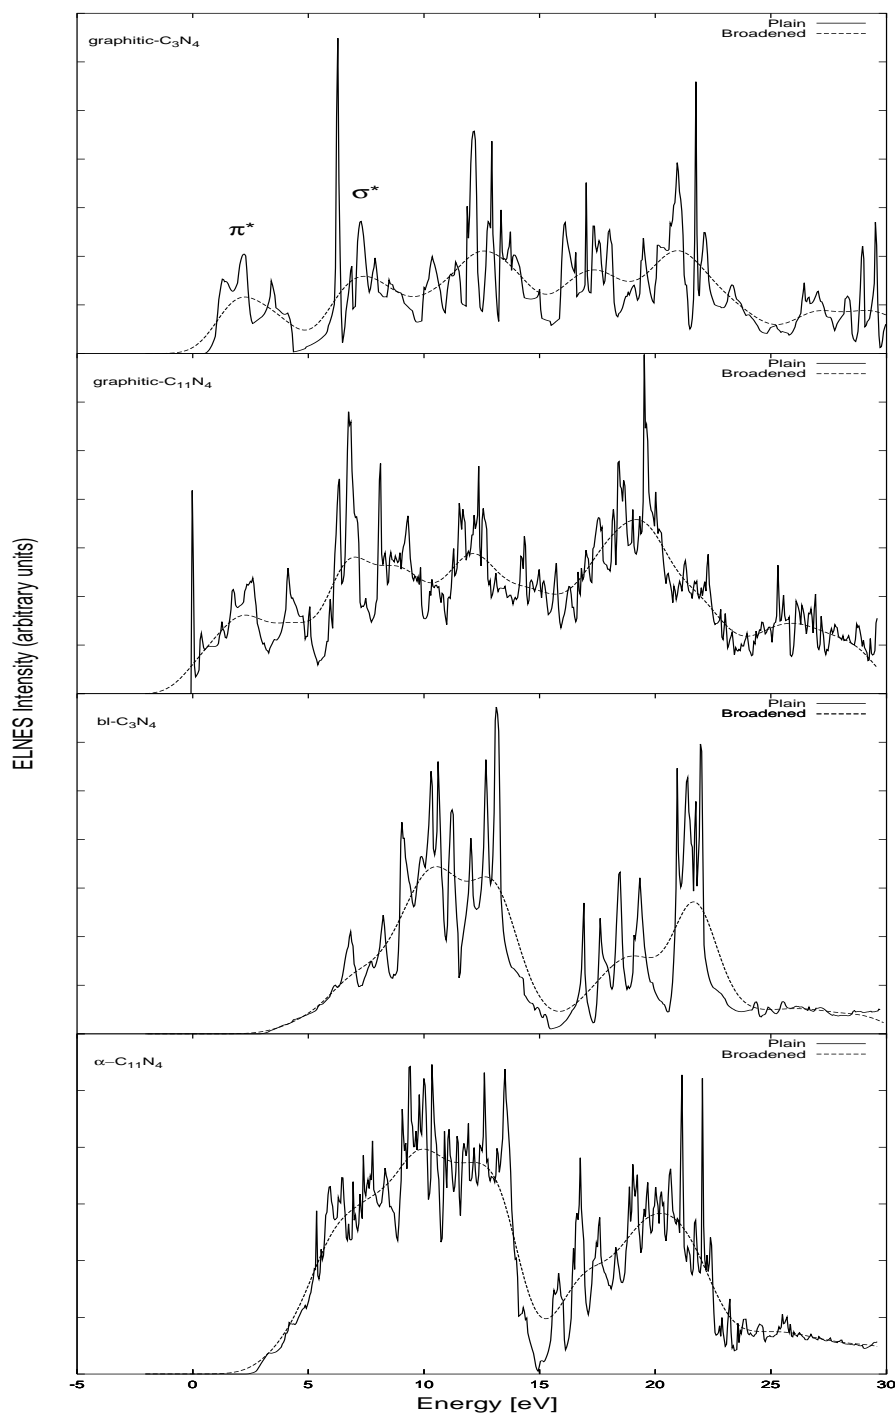 graphitic-C₃N₄
Plain
Broadened
π*
σ*
graphitic-C₁₁N₄
Plain
Broadened
ELNES Intensity (arbitrary units)
bl-C₃N₄
Plain
Broadened
α−C₁₁N₄
Plain
Broadened
-5 0 5 10 15 20 25 30
Energy [eV]